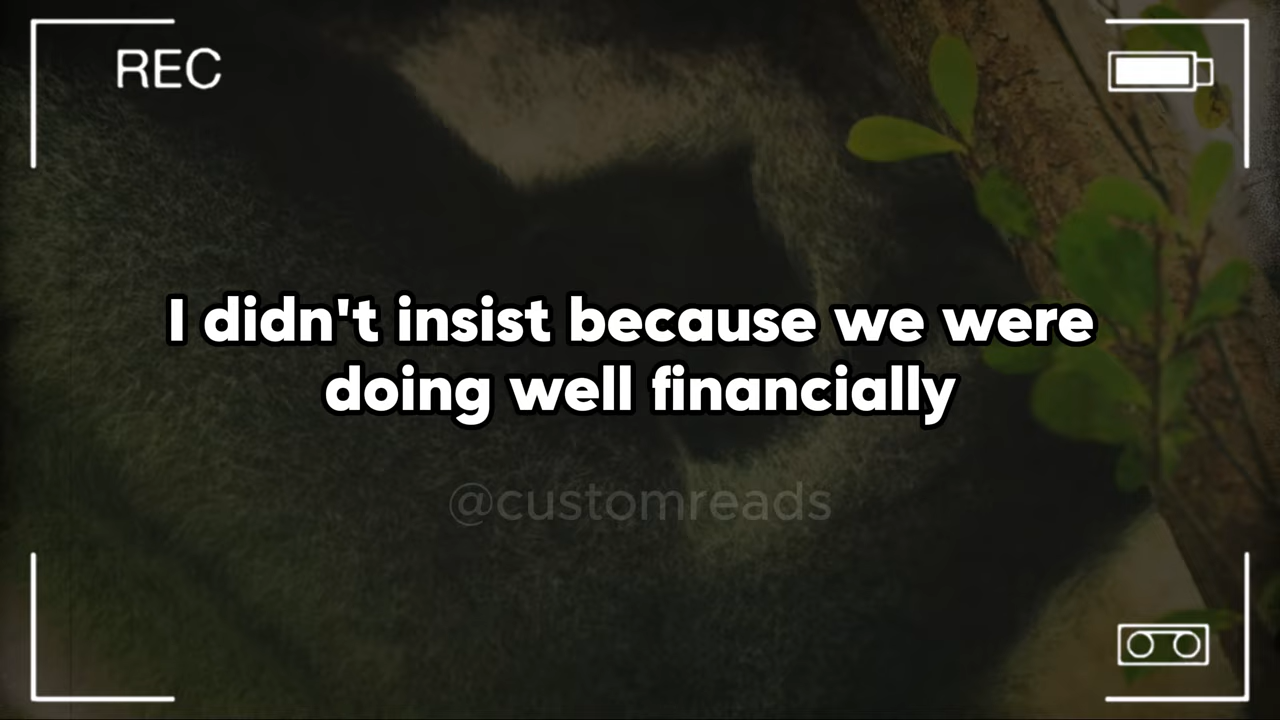 REC
I didn't insist because we were
doing well financially
@customreads